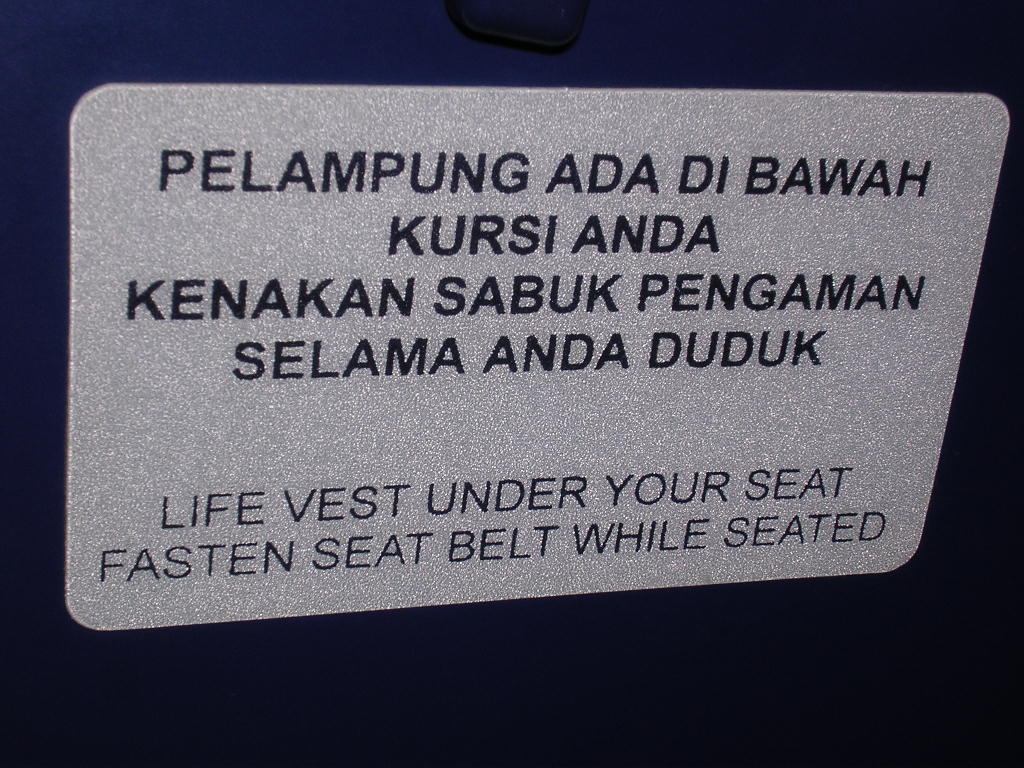 PELAMPUNG ADA DI BAWAH
KURSI ANDA
KENAKAN SABUK PENGAMAN
SELAMA ANDA DUDUK
LIFE VEST UNDER YOUR SEAT
FASTEN SEAT BELT WHILE SEATED